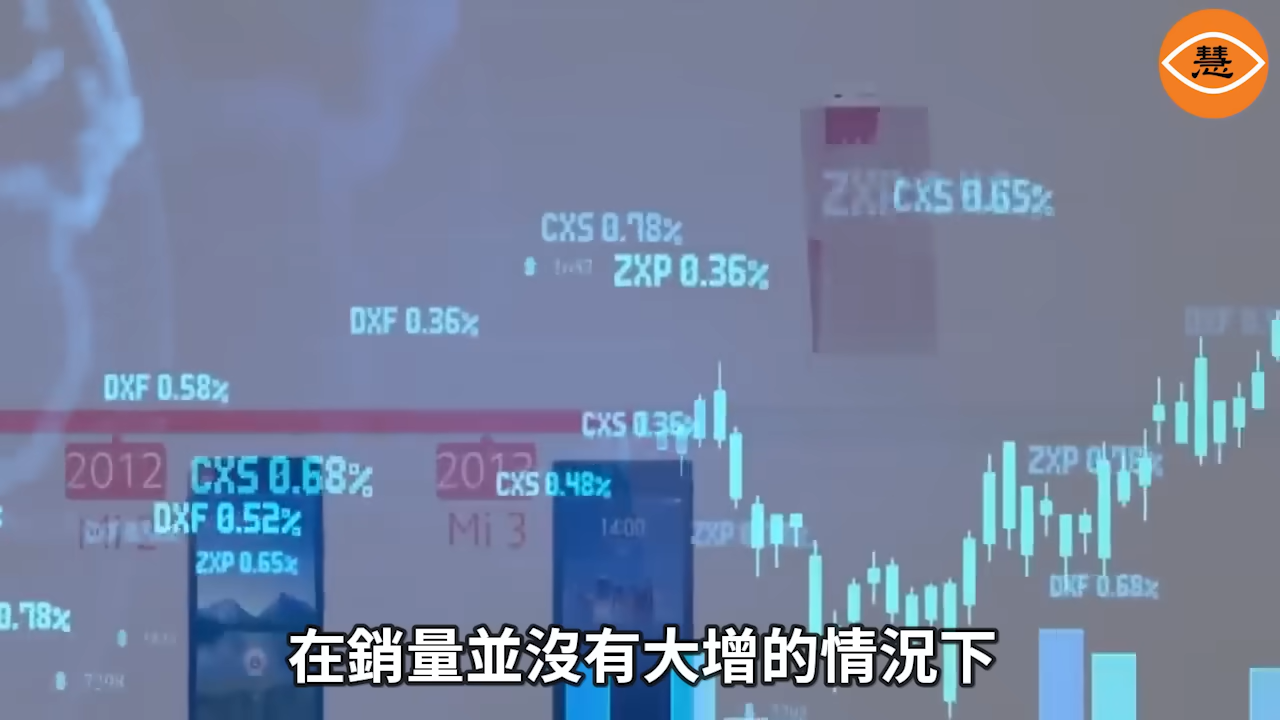 慧
CXS 0.65%
CXS 0.78%
ZXP 0.36%
DXF 0.36%
DXF 0.58%
CXS 0.36%
2012
CXS 0.68%
2013
CXS 0.48%
DXF 0.52%
Mi 3
1400
ZXP 0.65%
DXF 0.68%
0.78%
在銷量並沒有大增的情況下